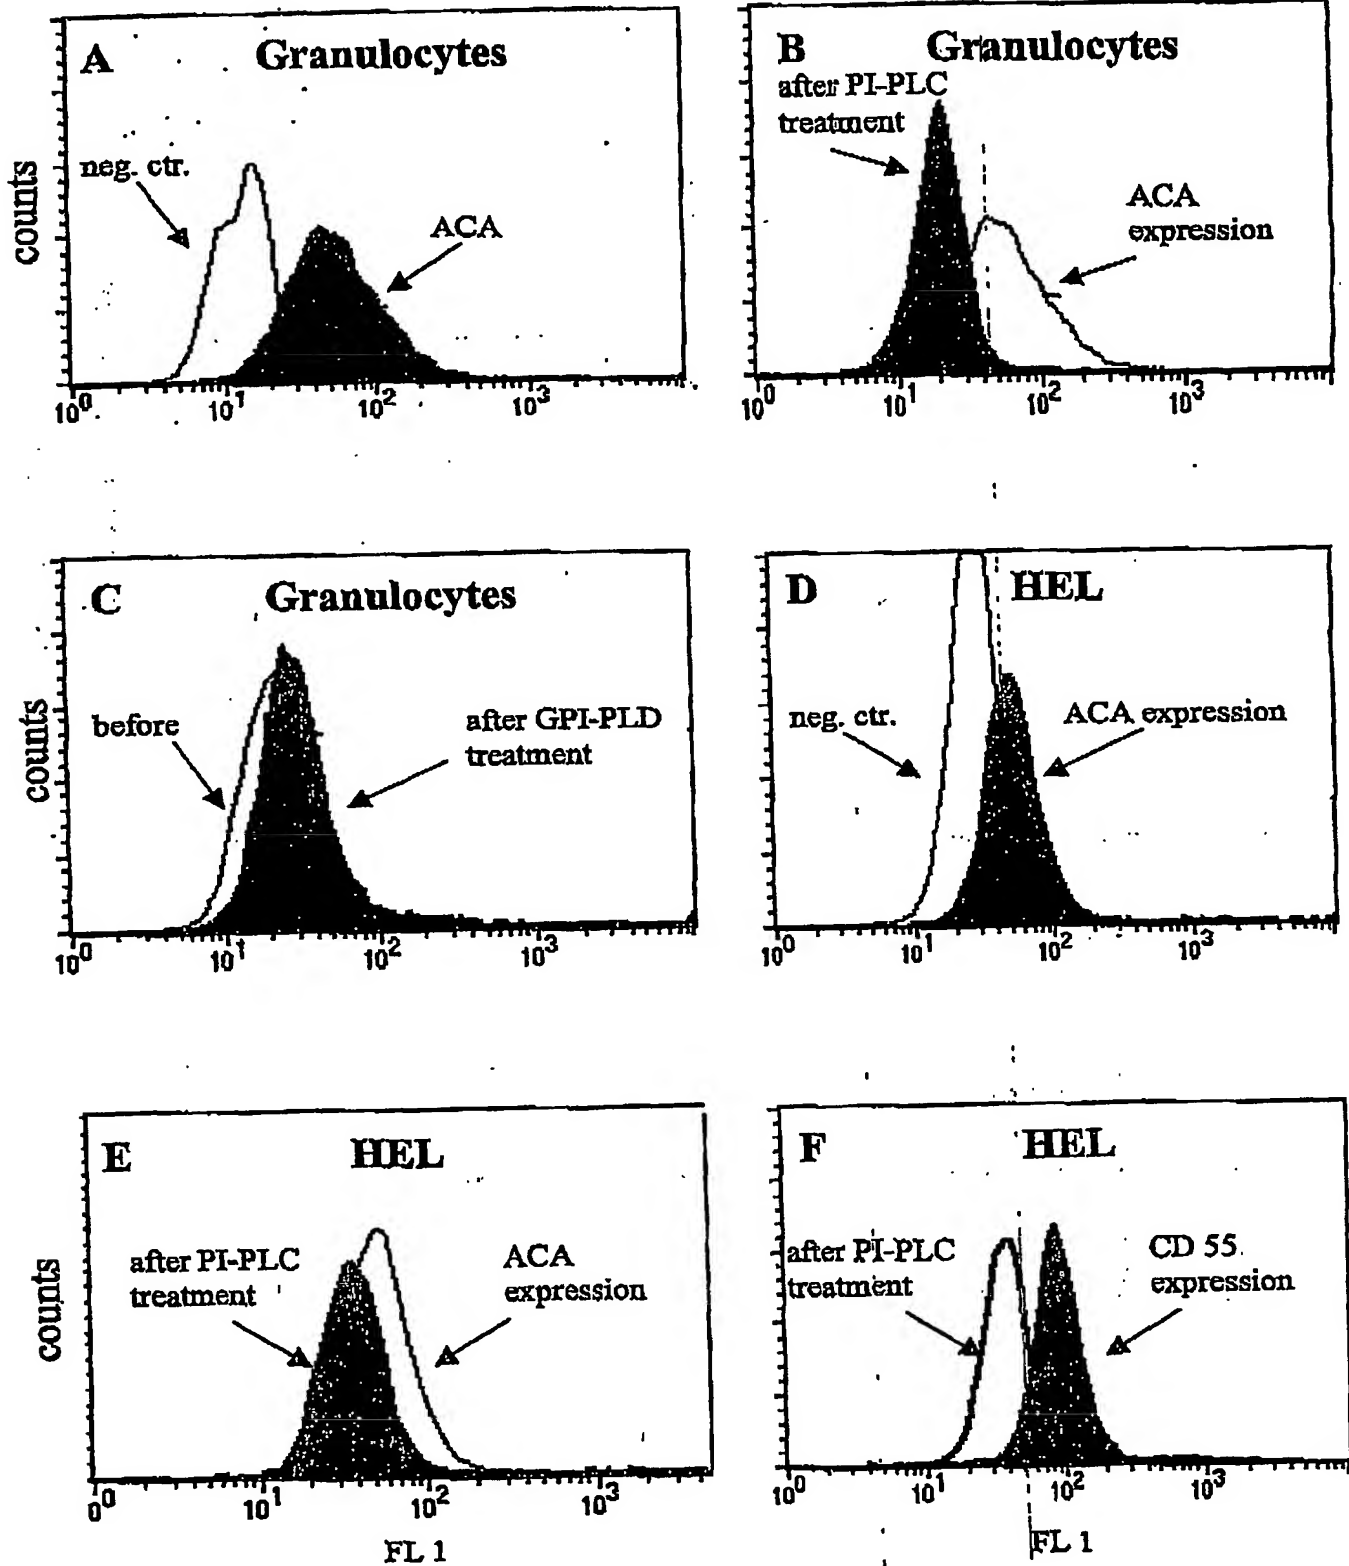 A Granulocytes
neg. ctr.
ACA
counts
10^0 10^1 10^2 10^3
B Granulocytes
after PI-PLC
treatment
ACA
expression
10^0 10^1 10^2 10^3
C Granulocytes
before
after GPI-PLD
treatment
counts
10^0 10^1 10^2 10^3
D HEL
neg. ctr.
ACA expression
10^0 10^1 10^2 10^3
E HEL
after PI-PLC
treatment
ACA
expression
counts
10^0 10^1 10^2 10^3
FL 1
F HEL
after PI-PLC
treatment
CD 55
expression
10^0 10^1 10^2 10^3
FL 1